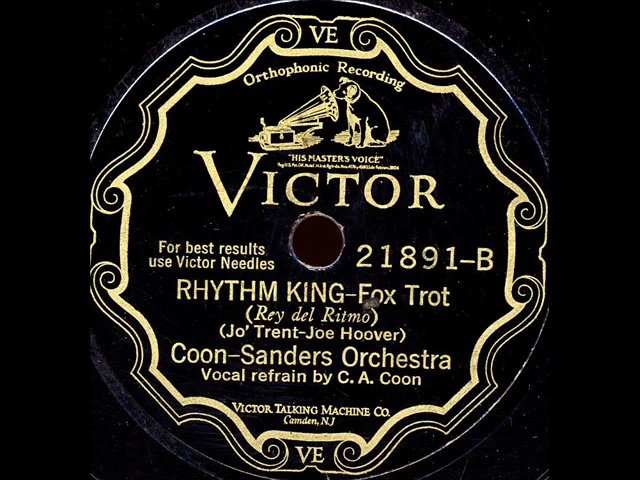 VE
Orthophonic Recording
"HIS MASTER'S VOICE"
VICTOR
For best results
use Victor Needles
21891-B
RHYTHM KING-Fox Trot
(Rey del Ritmo)
(Jo' Trent-Joe Hoover)
Coon-Sanders Orchestra
Vocal refrain by C. A. Coon
VICTOR TALKING MACHINE CO.
Camden, NJ
VE